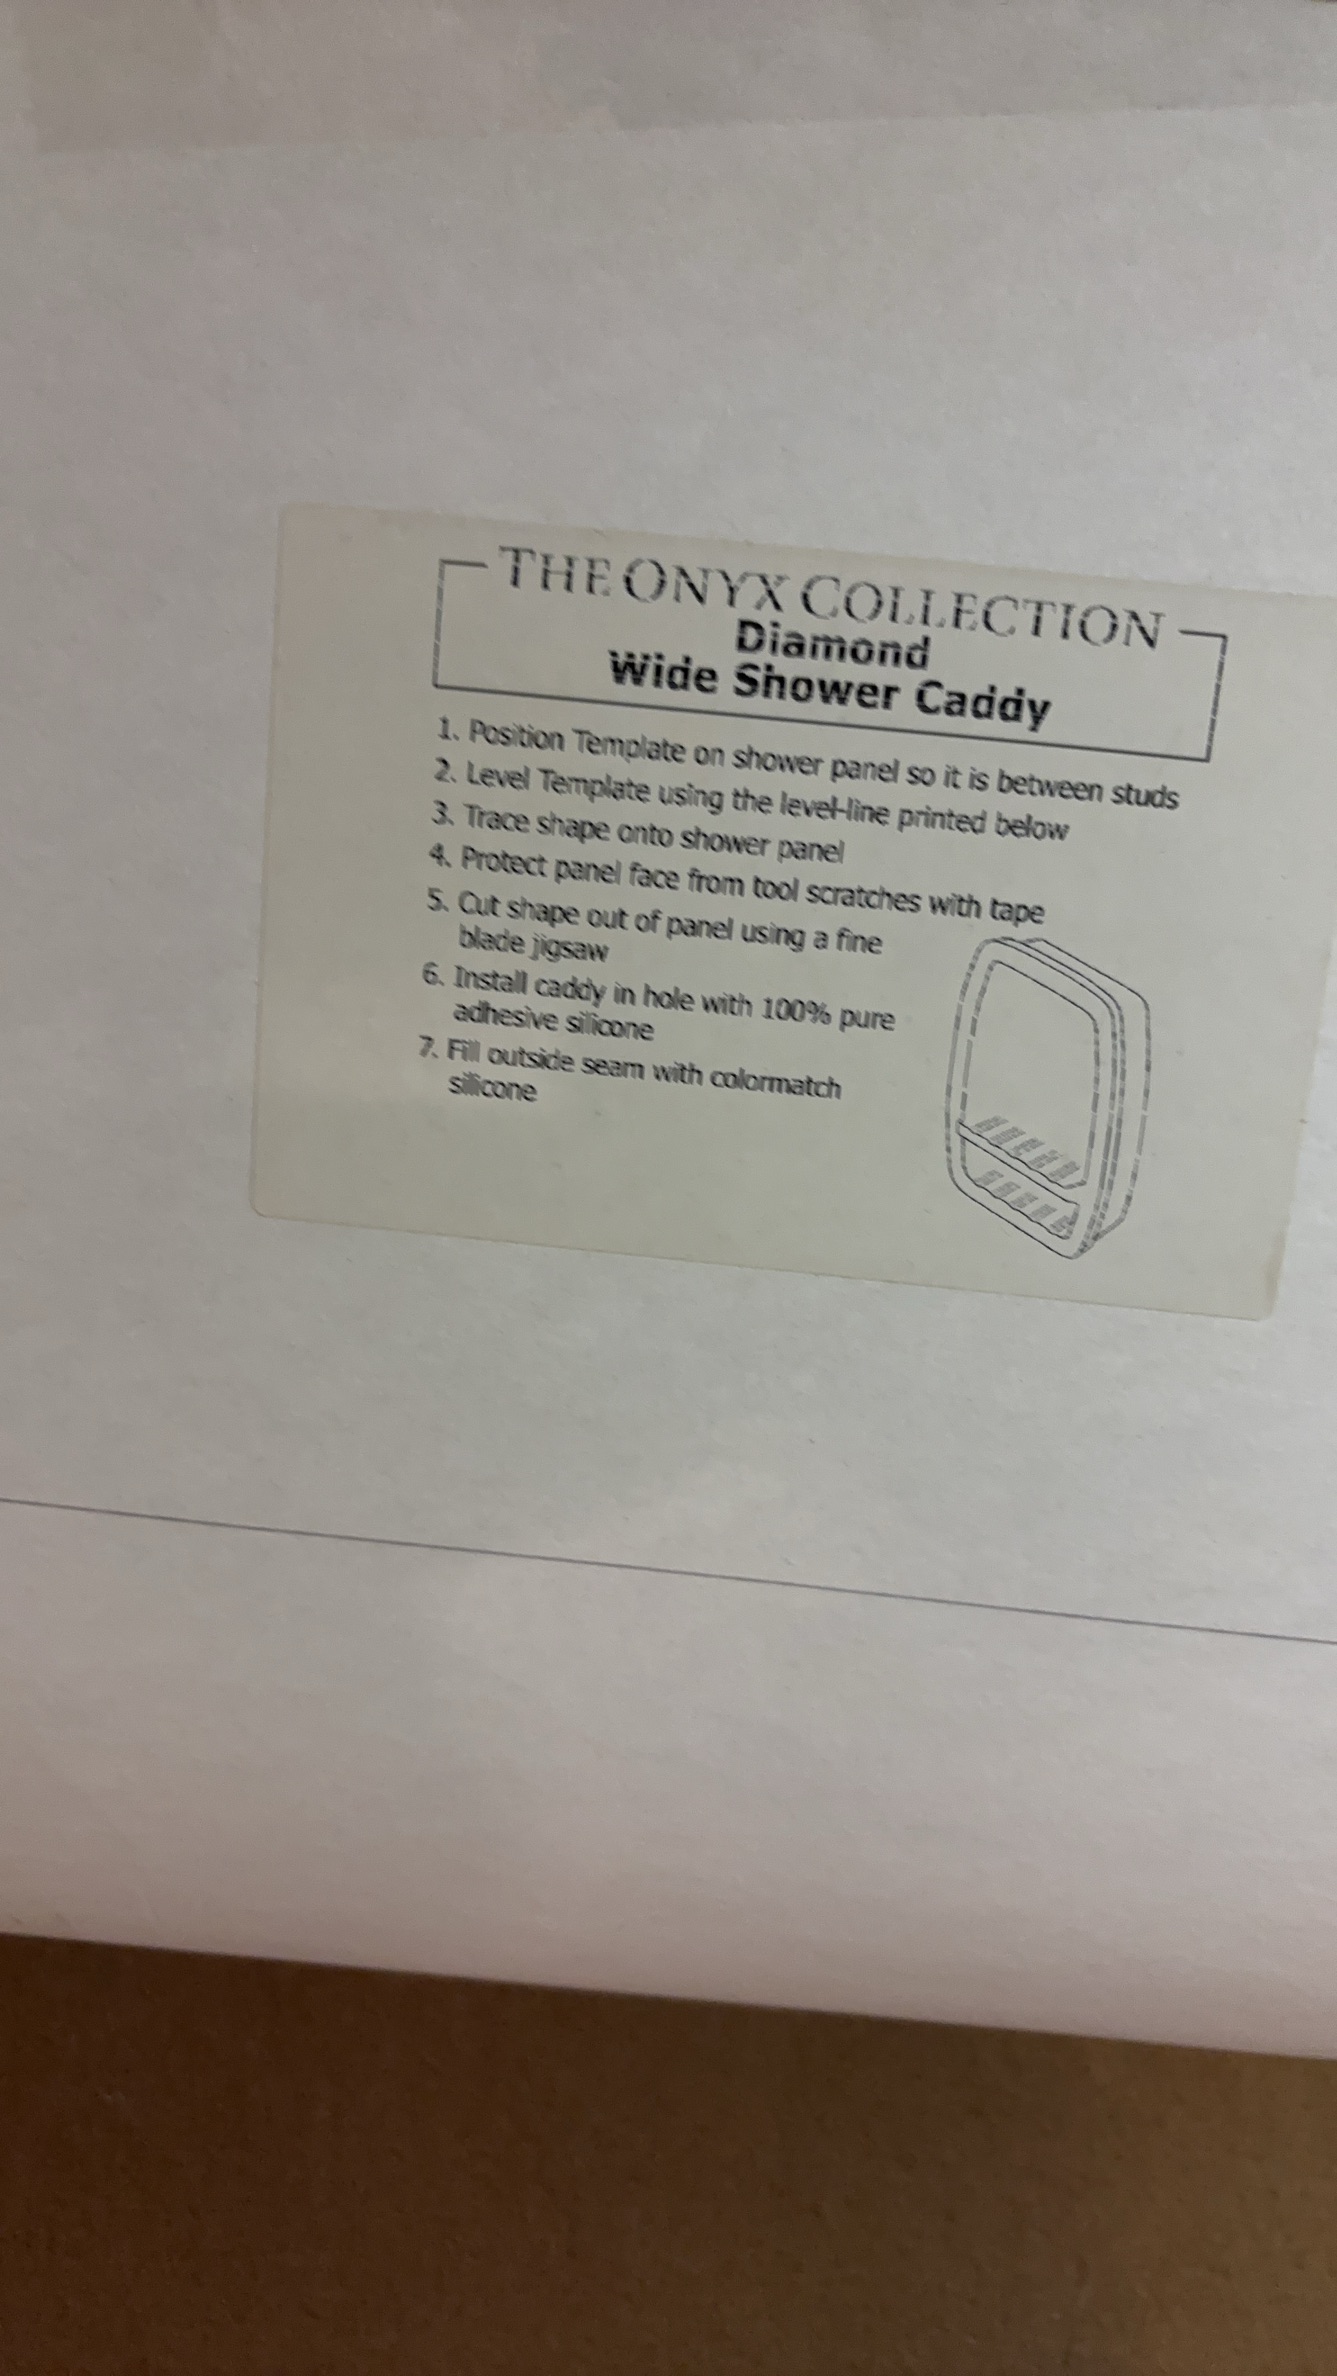 THE ONYX COLLECTION
Diamond
Wide Shower Caddy
1. Position Template on shower panel so it is between studs
2. Level Template using the level-line printed below
3. Trace shape onto shower panel
4. Protect panel face from tool scratches with tape
5. Cut shape out of panel using a fine
blade jigsaw
6. Install caddy in hole with 100% pure
adhesive silicone
7. Fill outside seam with colormatch
silicone